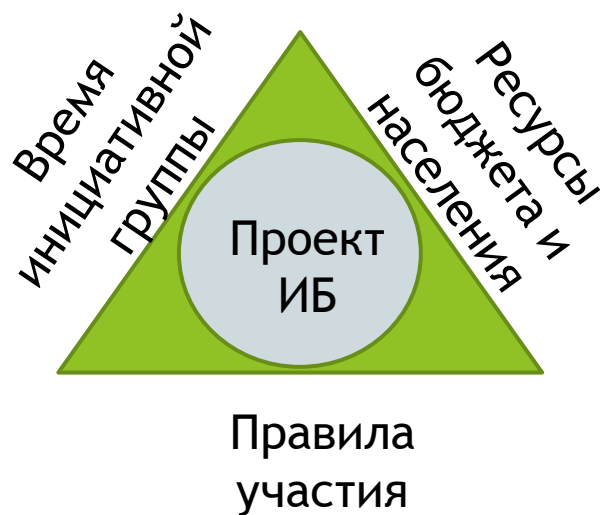 Время
инициативной
группы
Ресурсы
бюджета и
населения
Проект
ИБ
Правила
участия